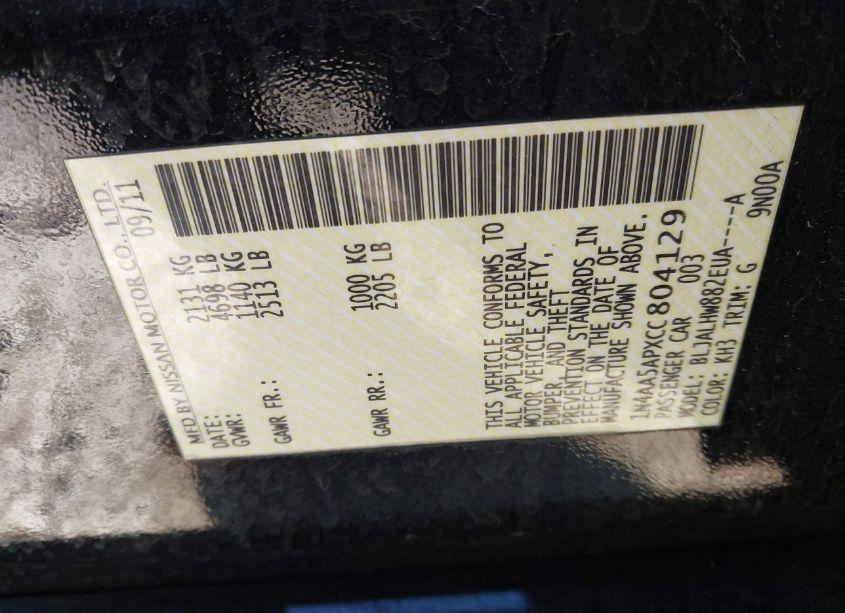 MFD BY NISSAN MOTOR CO., LTD.
DATE: 09/11
GVWR: 2131 KG
4698 LB
GAWR FR.: 1140 KG
2513 LB
GAWR RR.: 1000 KG
2205 LB
THIS VEHICLE CONFORMS TO
ALL APPLICABLE FEDERAL
MOTOR VEHICLE SAFETY,
BUMPER, AND THEFT
PREVENTION STANDARDS IN
EFFECT ON THE DATE OF
MANUFACTURE SHOWN ABOVE.
1N4AA5APXCC804129
PASSENGER CAR 003
MODEL: BLJALHW882EUA----A
COLOR: KH3 TRIM: G 9N00A